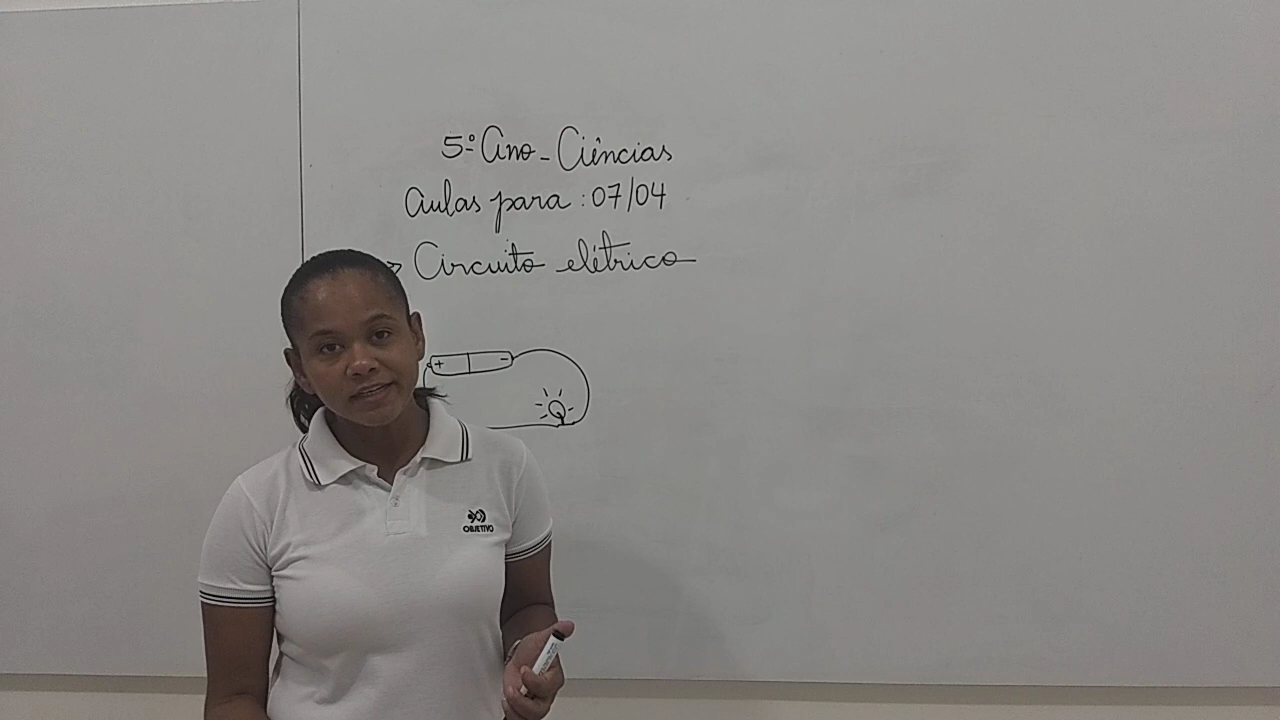 5º Ano - Ciências
Aulas para : 07/04
> Circuito elétrico
+ -
OBJETIVO